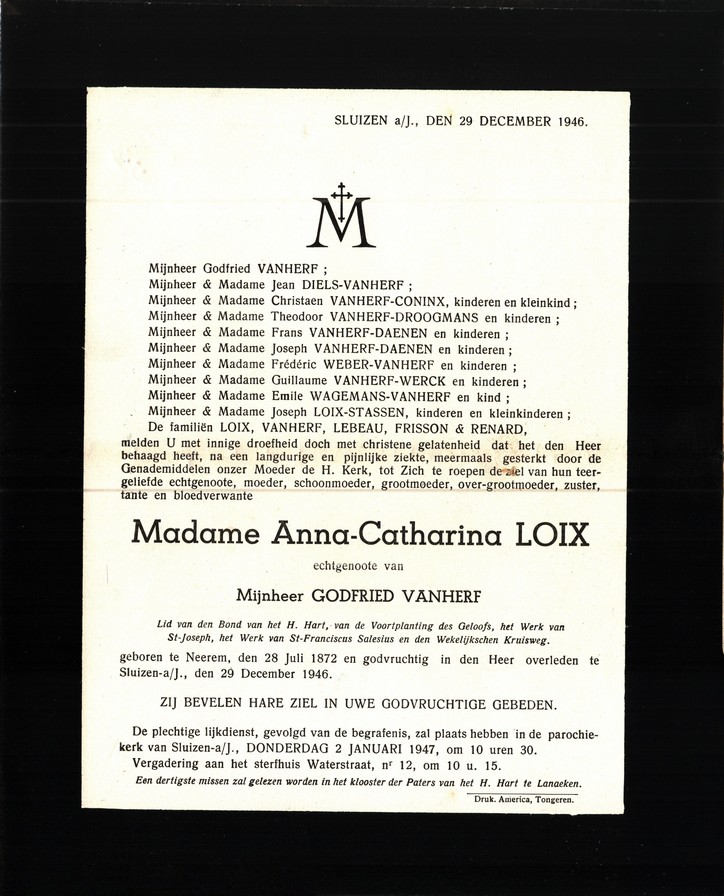 SLUIZEN a/J., DEN 29 DECEMBER 1946.
M
Mijnheer Godfried VANHERF ;
Mijnheer & Madame Jean DIELS-VANHERF ;
Mijnheer & Madame Christaen VANHERF-CONINX, kinderen en kleinkind ;
Mijnheer & Madame Theodoor VANHERF-DROOGMANS en kinderen ;
Mijnheer & Madame Frans VANHERF-DAENEN en kinderen ;
Mijnheer & Madame Joseph VANHERF-DAENEN en kinderen ;
Mijnheer & Madame Frédéric WEBER-VANHERF en kinderen ;
Mijnheer & Madame Guillaume VANHERF-WERCK en kinderen ;
Mijnheer & Madame Emile WAGEMANS-VANHERF en kind ;
Mijnheer & Madame Joseph LOIX-STASSEN, kinderen en kleinkinderen ;
De familiën LOIX, VANHERF, LEBEAU, FRISSON & RENARD,
melden U met innige droefheid doch met christene gelatenheid dat het den Heer
behaagd heeft, na een langdurige en pijnlijke ziekte, meermaals gesterkt door de
Genademiddelen onzer Moeder de H. Kerk, tot Zich te roepen de ziel van hun teer-
geliefde echtgenoote, moeder, schoonmoeder, grootmoeder, over-grootmoeder, zuster,
tante en bloedverwante
Madame Anna-Catharina LOIX
echtgenoote van
Mijnheer GODFRIED VANHERF
Lid van den Bond van het H. Hart, van de Voortplanting des Geloofs, het Werk van
St-Joseph, het Werk van St-Franciscus Salesius en den Wekelijkschen Kruisweg.
geboren te Neerem, den 28 Juli 1872 en godvruchtig in den Heer overleden te
Sluizen-a/J., den 29 December 1946.
ZIJ BEVELEN HARE ZIEL IN UWE GODVRUCHTIGE GEBEDEN.
De plechtige lijkdienst, gevolgd van de begrafenis, zal plaats hebben in de parochie-
kerk van Sluizen-a/J., DONDERDAG 2 JANUARI 1947, om 10 uren 30.
Vergadering aan het sterfhuis Waterstraat, nr 12, om 10 u. 15.
Een dertigste missen zal gelezen worden in het klooster der Paters van het H. Hart te Lanaeken.
Druk. America, Tongeren.